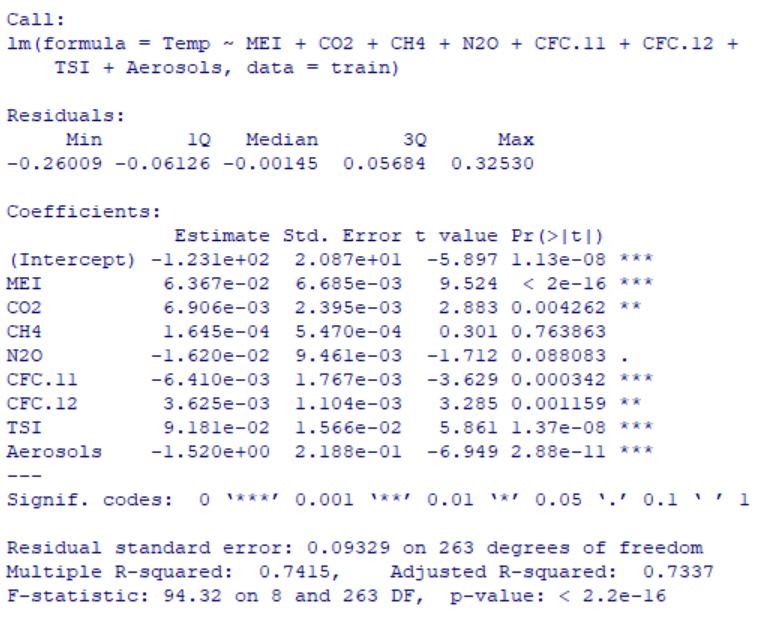 Call:
lm(formula = Temp ~ MEI + CO2 + CH4 + N2O + CFC.11 + CFC.12 +
    TSI + Aerosols, data = train)

Residuals:
     Min       1Q   Median       3Q      Max
-0.26009 -0.06126 -0.00145  0.05684  0.32530

Coefficients:
              Estimate Std. Error t value Pr(>|t|)
(Intercept) -1.231e+02  2.087e+01  -5.897 1.13e-08 ***
MEI          6.367e-02  6.685e-03   9.524  < 2e-16 ***
CO2          6.906e-03  2.395e-03   2.883 0.004262 **
CH4          1.645e-04  5.470e-04   0.301 0.763863
N2O         -1.620e-02  9.461e-03  -1.712 0.088083 .
CFC.11      -6.410e-03  1.767e-03  -3.629 0.000342 ***
CFC.12       3.625e-03  1.104e-03   3.285 0.001159 **
TSI          9.181e-02  1.566e-02   5.861 1.37e-08 ***
Aerosols    -1.520e+00  2.188e-01  -6.949 2.88e-11 ***
---
Signif. codes:  0 ‘***’ 0.001 ‘**’ 0.01 ‘*’ 0.05 ‘.’ 0.1 ‘ ’ 1

Residual standard error: 0.09329 on 263 degrees of freedom
Multiple R-squared:  0.7415,    Adjusted R-squared:  0.7337
F-statistic: 94.32 on 8 and 263 DF,  p-value: < 2.2e-16